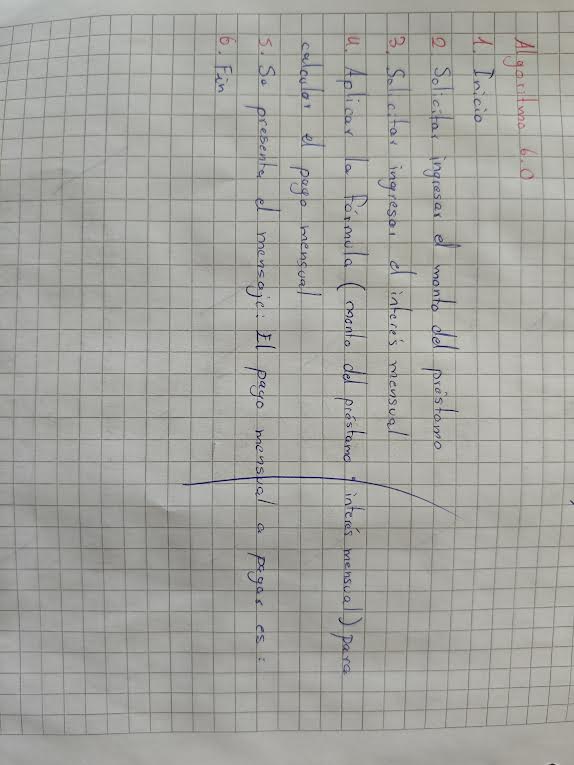 Algoritmo 6.0
1. Inicio
2. Solicitar ingresar el monto del préstamo
3. Solicitar ingresar el interés mensual
4. Aplicar la fórmula (monto del préstamo * interés mensual) para
calcular el pago mensual
5. Se presenta el mensaje: El pago mensual a pagar es:
6. Fin